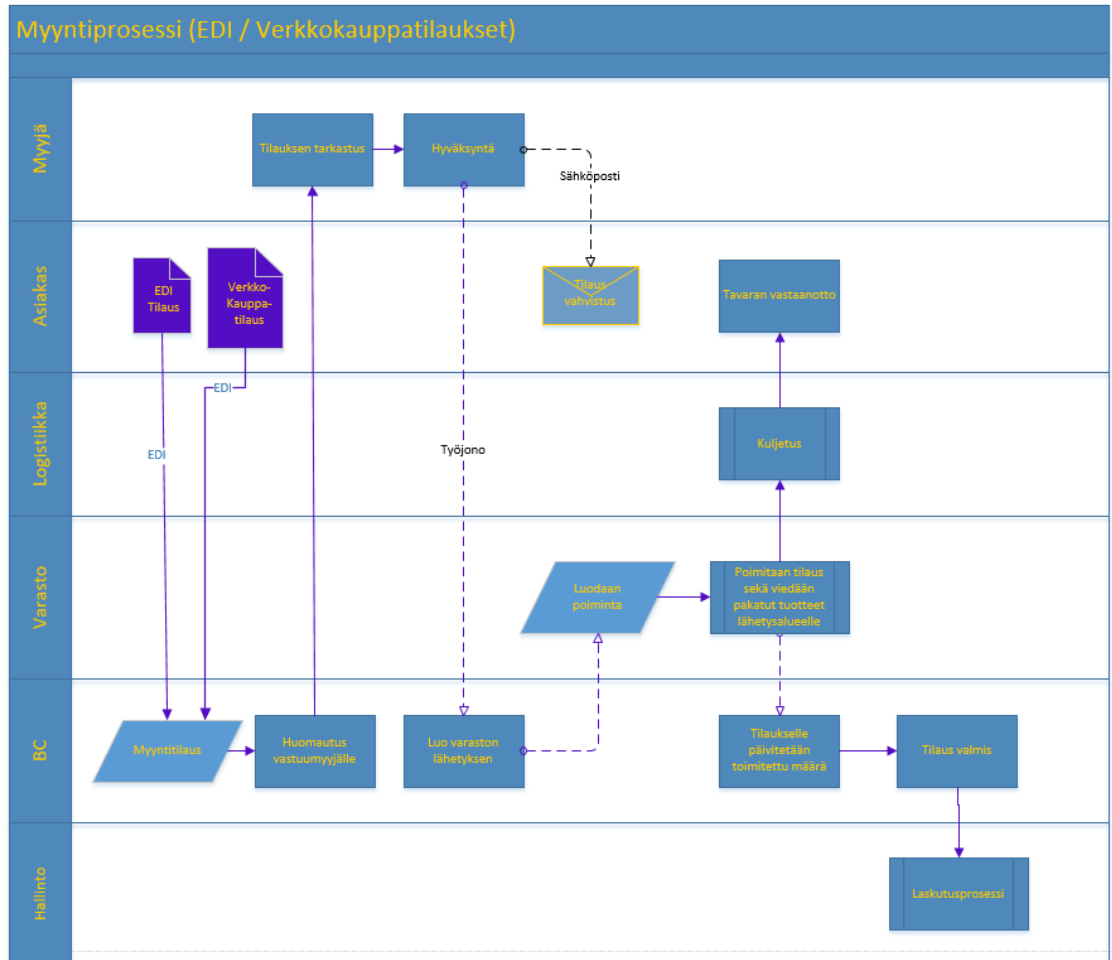 Myyntiprosessi (EDI / Verkkokauppatilaukset)
Myyjä
Tilauksen tarkastus
Hyväksyntä
Sähköposti
Asiakas
EDI
Tilaus
Verkko-
Kauppa-
tilaus
Tilaus
vahvistus
Tavaran vastaanotto
EDI
Logistiikka
EDI
Työjono
Kuljetus
Varasto
Luodaan
poiminta
Poimitaan tilaus
sekä viedään
pakatut tuotteet
lähetysalueelle
BC
Myyntitilaus
Huomautus
vastuumyyjälle
Luo varaston
lähetyksen
Tilaukselle
päivitetään
toimitettu määrä
Tilaus valmis
Hallinto
Laskutusprosessi